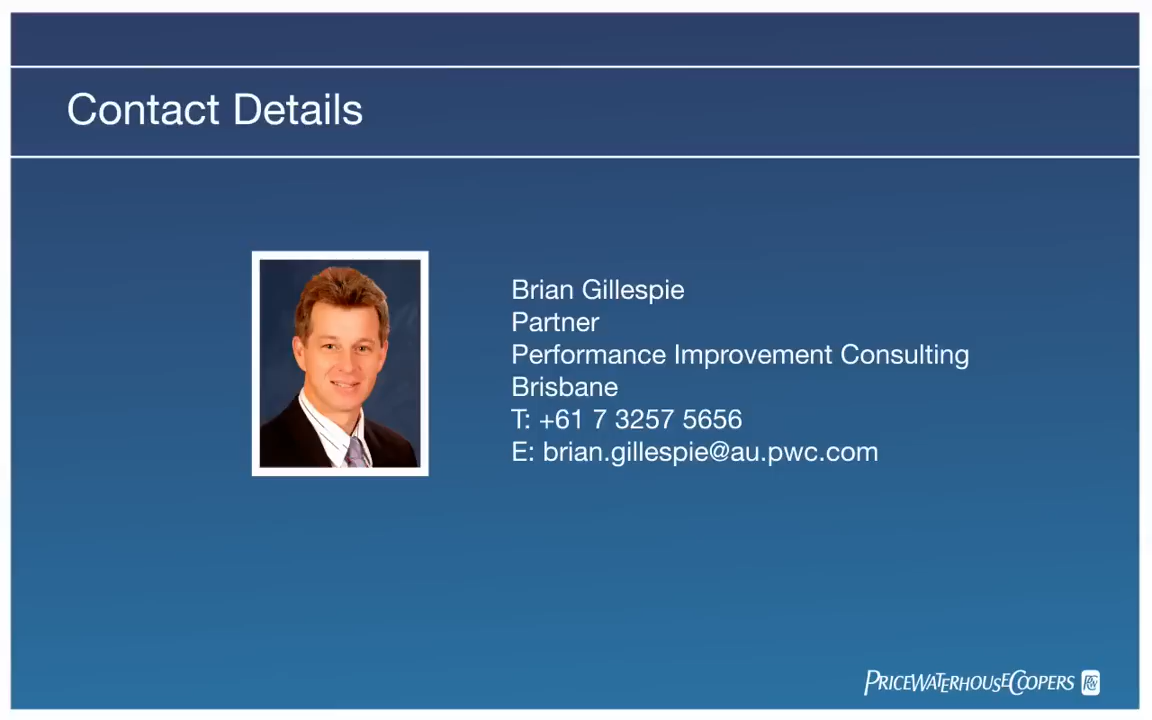 Contact Details
Brian Gillespie
Partner
Performance Improvement Consulting
Brisbane
T: +61 7 3257 5656
E: brian.gillespie@au.pwc.com
PRICEWATERHOUSECOOPERS PwC